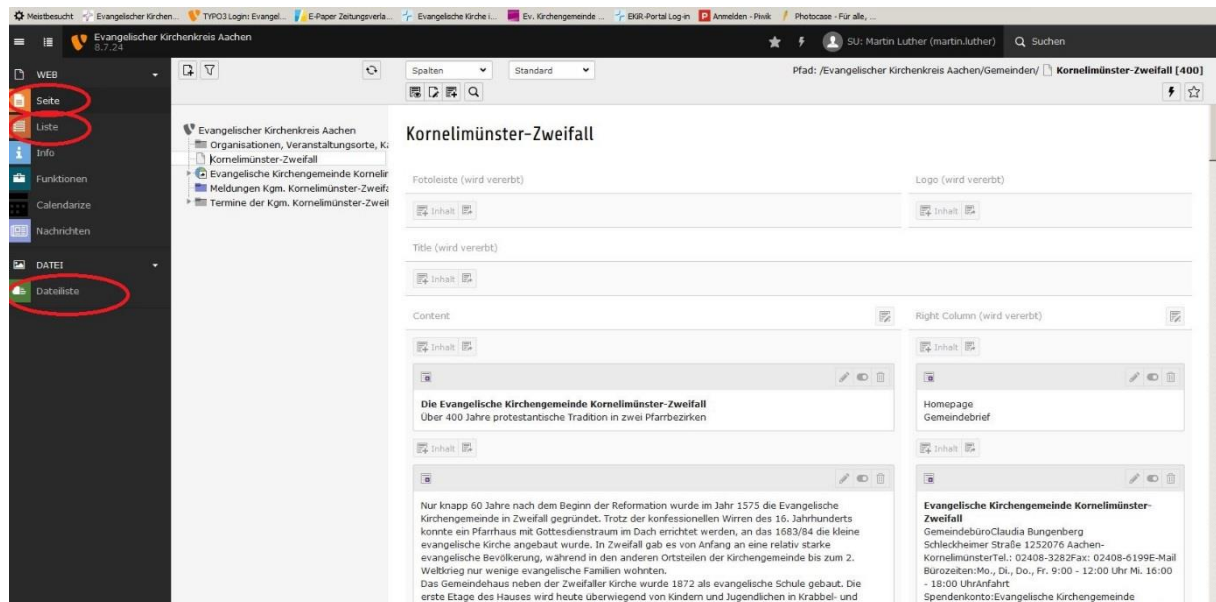 Meistbesucht Evangelischer Kirchen... TYPO3 Login: Evangel... E-Paper Zeitungsverla... Evangelische Kirche i... Ev. Kirchengemeinde ... EKiR-Portal Log-in Anmelden - Piwik Photocase - Für alle, ...
Evangelischer Kirchenkreis Aachen
8.7.24
SU: Martin Luther (martin.luther)
Suchen
WEB
Seite
Liste
Info
Funktionen
Calendarize
Nachrichten
DATEI
Dateiliste
Evangelischer Kirchenkreis Aachen
Organisationen, Veranstaltungsorte, Ka
Kornelimünster-Zweifall
Evangelische Kirchengemeinde Kornelin
Meldungen Kgm. Kornelimünster-Zweifa
Termine der Kgm. Kornelimünster-Zweif
Spalten Standard
Pfad: /Evangelischer Kirchenkreis Aachen/Gemeinden/ Kornelimünster-Zweifall [400]
Kornelimünster-Zweifall
Fotoleiste (wird vererbt)
Inhalt
Logo (wird vererbt)
Inhalt
Title (wird vererbt)
Inhalt
Content
Inhalt
Die Evangelische Kirchengemeinde Kornelimünster-Zweifall
Über 400 Jahre protestantische Tradition in zwei Pfarrbezirken
Inhalt
Nur knapp 60 Jahre nach dem Beginn der Reformation wurde im Jahr 1575 die Evangelische
Kirchengemeinde in Zweifall gegründet. Trotz der konfessionellen Wirren des 16. Jahrhunderts
konnte ein Pfarrhaus mit Gottesdienstraum im Dach errichtet werden, an das 1683/84 die kleine
evangelische Kirche angebaut wurde. In Zweifall gab es von Anfang an eine relativ starke
evangelische Bevölkerung, während in den anderen Ortsteilen der Kirchengemeinde bis zum 2.
Weltkrieg nur wenige evangelische Familien wohnten.
Das Gemeindehaus neben der Zweifaller Kirche wurde 1872 als evangelische Schule gebaut. Die
erste Etage des Hauses wird heute überwiegend von Kindern und Jugendlichen in Krabbel- und
Right Column (wird vererbt)
Inhalt
Homepage
Gemeindebrief
Inhalt
Evangelische Kirchengemeinde Kornelimünster-
Zweifall
GemeindebüroClaudia Bungenberg
Schleckheimer Straße 1252076 Aachen-
KornelimünsterTel.: 02408-3282Fax: 02408-6199E-Mail
Bürozeiten:Mo., Di., Do., Fr. 9:00 - 12:00 Uhr Mi. 16:00
- 18:00 UhrAnfahrt
Spendenkonto:Evangelische Kirchengemeinde